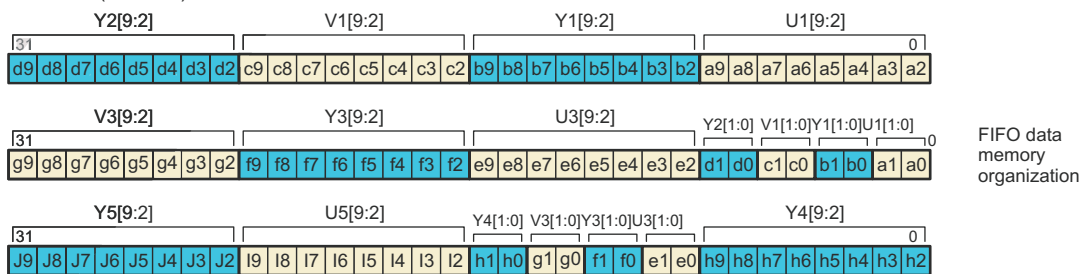 Y2[9:2] V1[9:2] Y1[9:2] U1[9:2]
31 0
d9 d8 d7 d6 d5 d4 d3 d2 c9 c8 c7 c6 c5 c4 c3 c2 b9 b8 b7 b6 b5 b4 b3 b2 a9 a8 a7 a6 a5 a4 a3 a2
V3[9:2] Y3[9:2] U3[9:2] Y2[1:0] V1[1:0] Y1[1:0] U1[1:0]
31 0
g9 g8 g7 g6 g5 g4 g3 g2 f9 f8 f7 f6 f5 f4 f3 f2 e9 e8 e7 e6 e5 e4 e3 e2 d1 d0 c1 c0 b1 b0 a1 a0
FIFO data
memory
organization
Y5[9:2] U5[9:2] Y4[1:0] V3[1:0] Y3[1:0] U3[1:0] Y4[9:2]
31 0
J9 J8 J7 J6 J5 J4 J3 J2 I9 I8 I7 I6 I5 I4 I3 I2 h1 h0 g1 g0 f1 f0 e1 e0 h9 h8 h7 h6 h5 h4 h3 h2